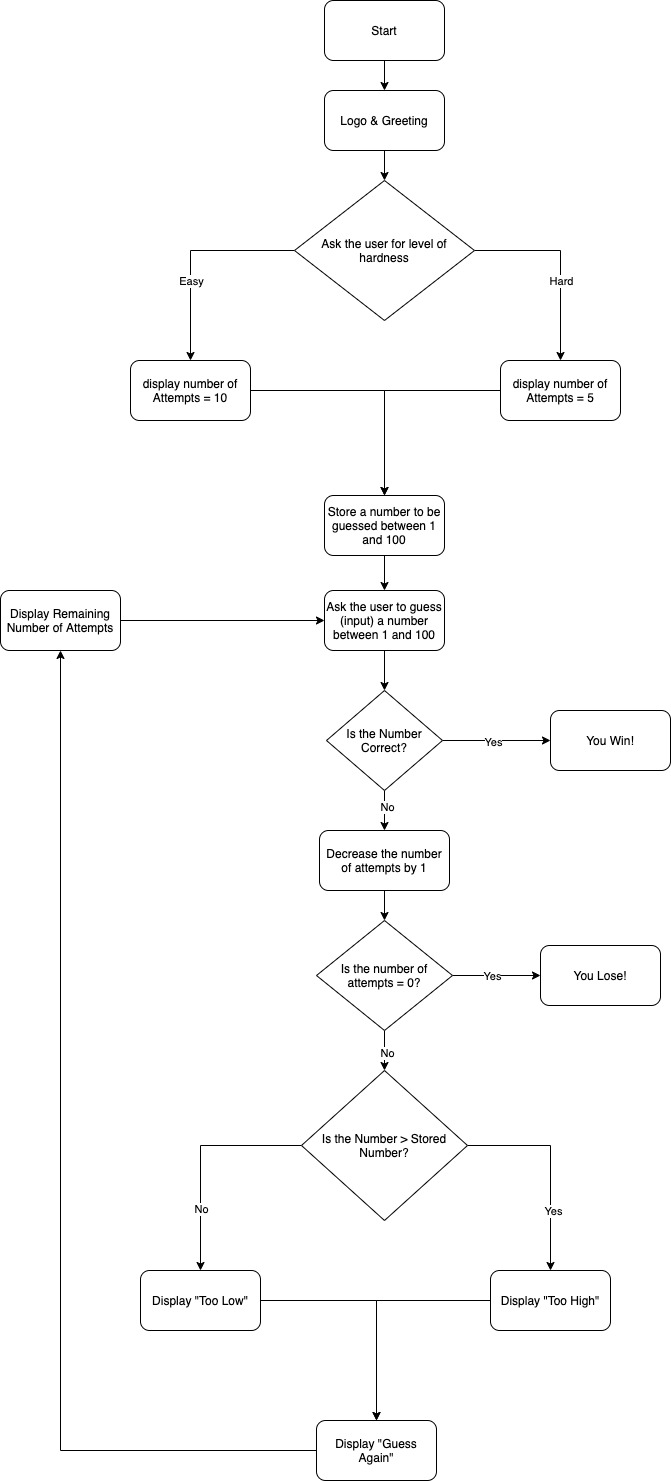 Start
Logo & Greeting
Ask the user for level of
hardness
Easy
Hard
display number of
Attempts = 10
display number of
Attempts = 5
Store a number to be
guessed between 1
and 100
Display Remaining
Number of Attempts
Ask the user to guess
(input) a number
between 1 and 100
Is the Number
Correct?
Yes
You Win!
No
Decrease the number
of attempts by 1
Is the number of
attempts = 0?
Yes
You Lose!
No
Is the Number > Stored
Number?
No
Yes
Display "Too Low"
Display "Too High"
Display "Guess
Again"